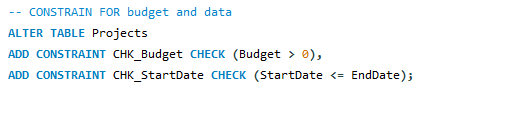 -- CONSTRAIN FOR budget and data
ALTER TABLE Projects
ADD CONSTRAINT CHK_Budget CHECK (Budget > 0),
ADD CONSTRAINT CHK_StartDate CHECK (StartDate <= EndDate);